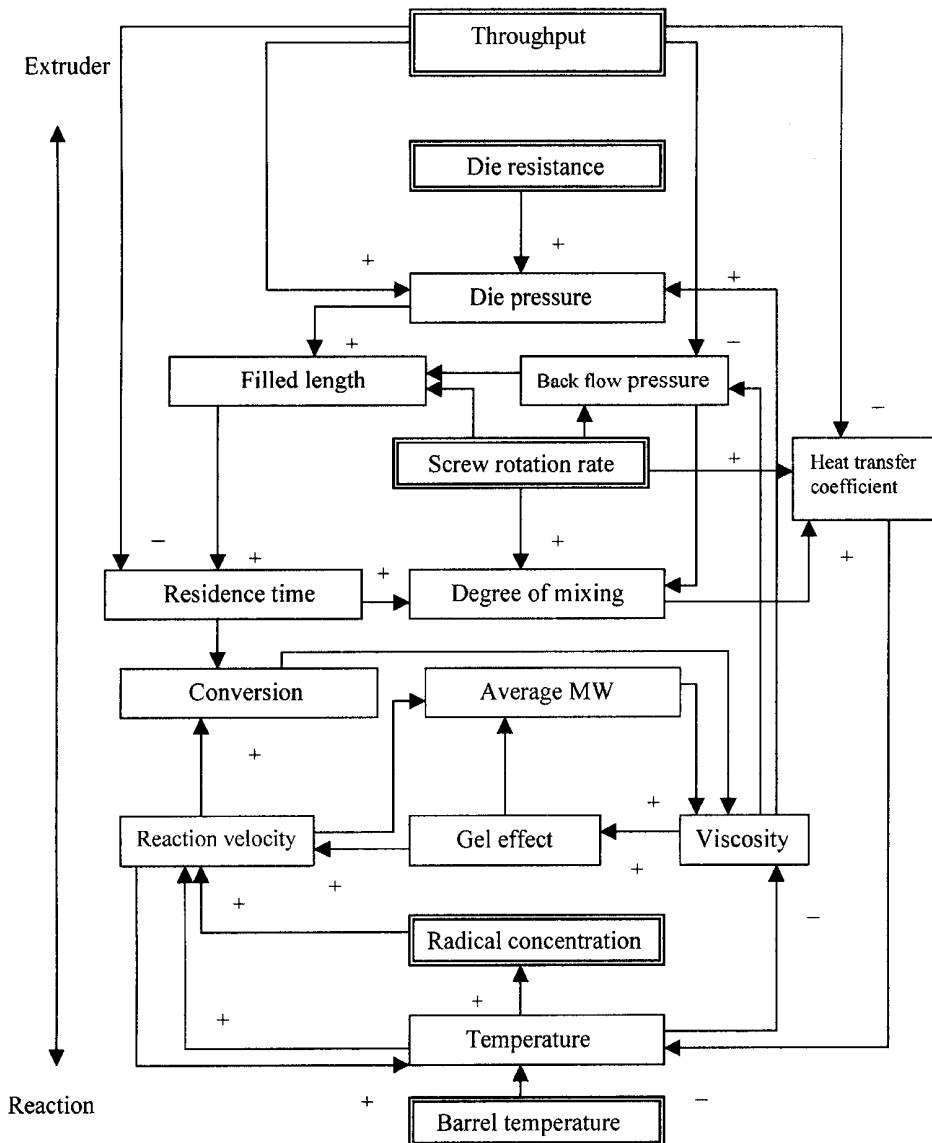 Throughput
Extruder
Die resistance
+
+
+
Die pressure
+
−
Filled length
Back flow pressure
−
Screw rotation rate
+
Heat transfer
coefficient
−
+
+
+
+
Residence time
Degree of mixing
Conversion
Average MW
+
+
Reaction velocity
Gel effect
Viscosity
+
+
+
−
Radical concentration
+
+
Temperature
Reaction
+
−
Barrel temperature